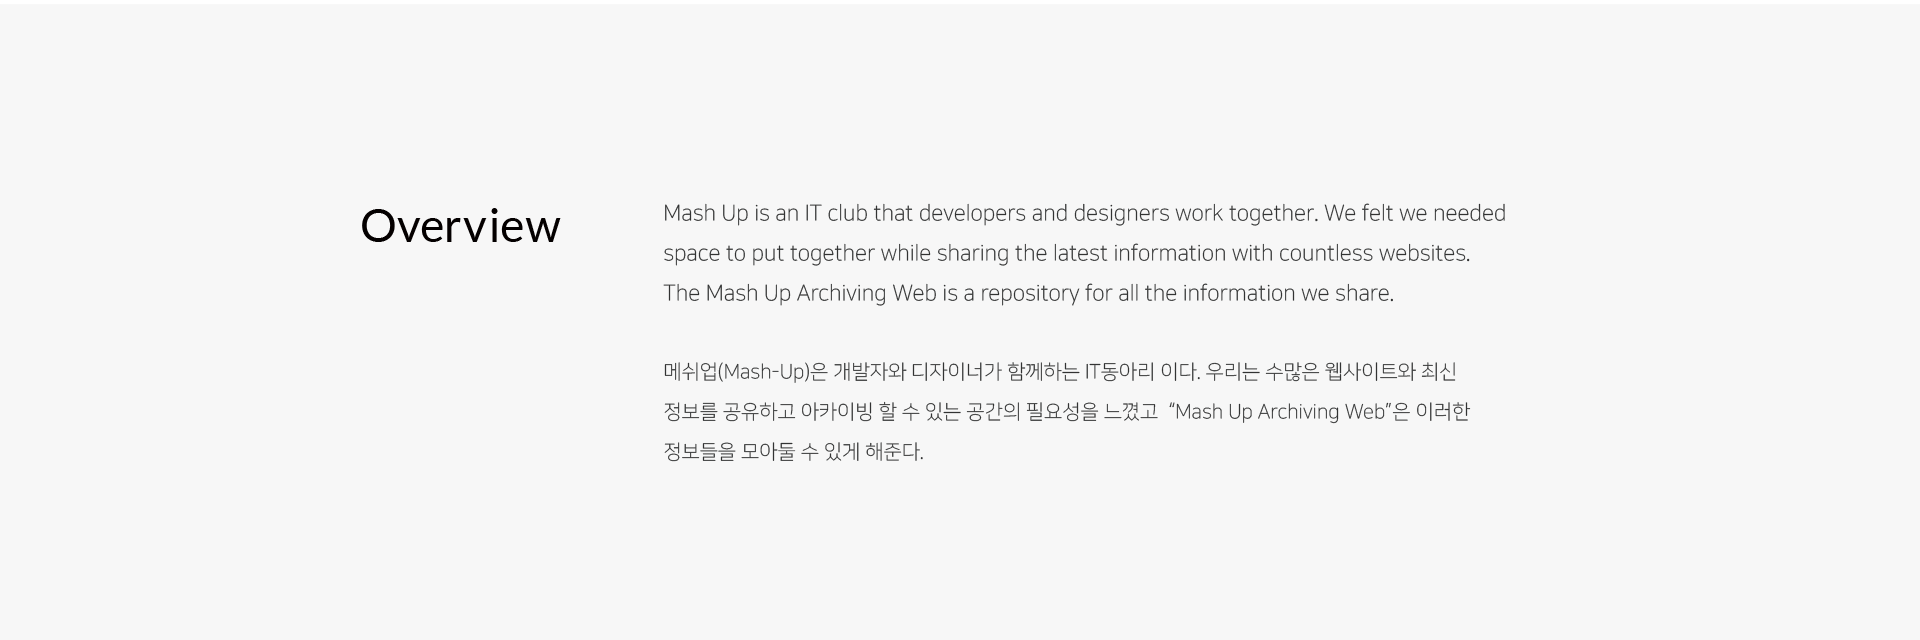 Overview
Mash Up is an IT club that developers and designers work together. We felt we needed
space to put together while sharing the latest information with countless websites.
The Mash Up Archiving Web is a repository for all the information we share.
메쉬업(Mash-Up)은 개발자와 디자이너가 함께하는 IT동아리 이다. 우리는 수많은 웹사이트와 최신
정보를 공유하고 아카이빙 할 수 있는 공간의 필요성을 느꼈고 “Mash Up Archiving Web”은 이러한
정보들을 모아둘 수 있게 해준다.